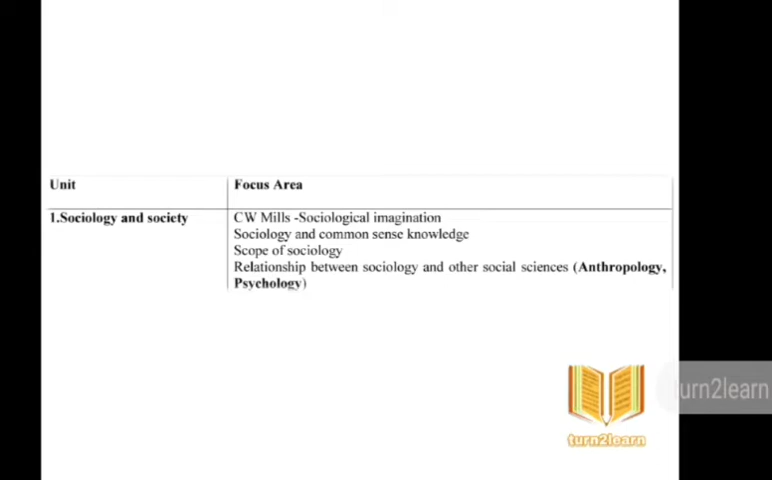 Unit Focus Area
1.Sociology and society CW Mills -Sociological imagination
Sociology and common sense knowledge
Scope of sociology
Relationship between sociology and other social sciences (Anthropology,
Psychology)
turn2learn
turn2learn